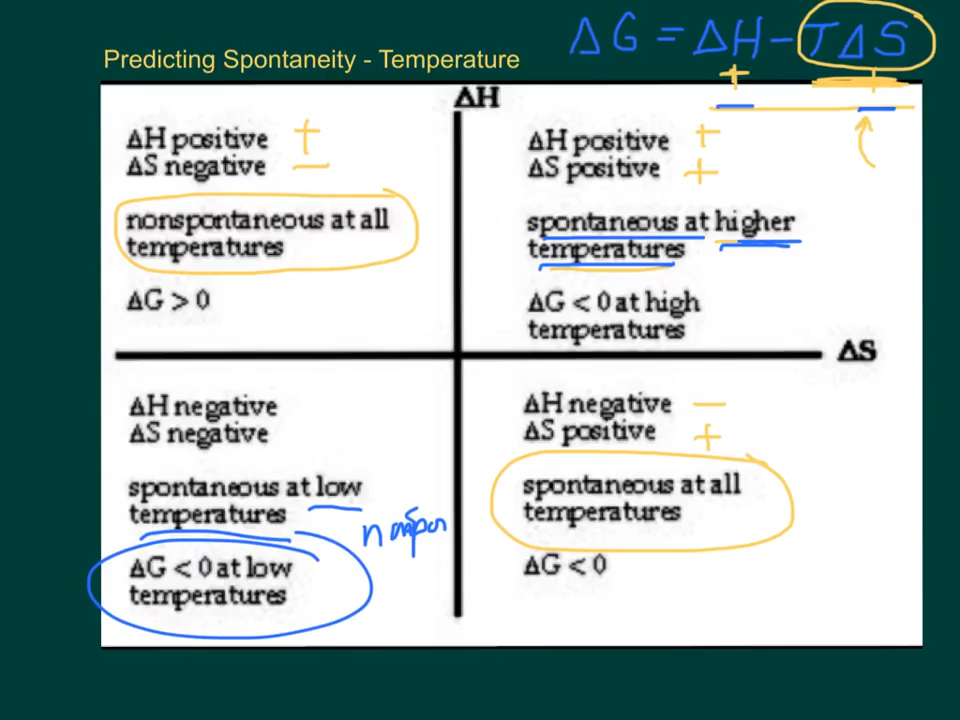 ΔG = ΔH - TΔS
Predicting Spontaneity - Temperature
+ +
ΔH
ΔH positive +
ΔS negative −
nonspontaneous at all
temperatures
ΔG > 0
ΔH positive +
ΔS positive +
spontaneous at higher
temperatures
ΔG < 0 at high
temperatures
ΔS
ΔH negative
ΔS negative
spontaneous at low
temperatures
ΔG < 0 at low
temperatures
ΔH negative −
ΔS positive +
spontaneous at all
temperatures
ΔG < 0